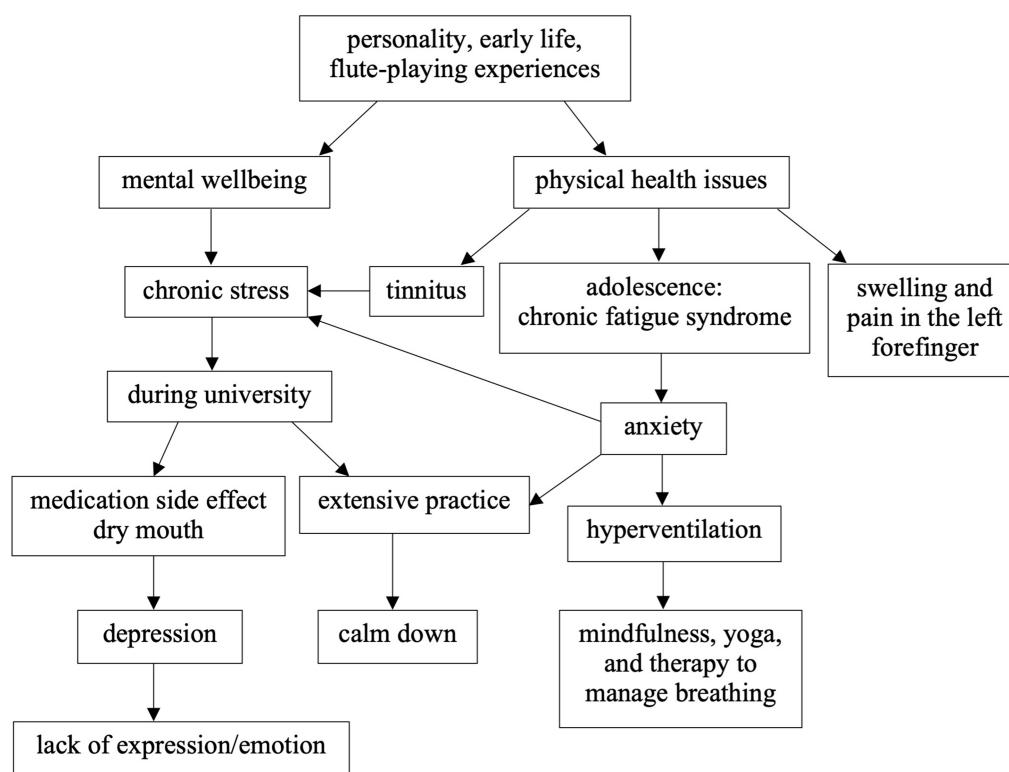 personality, early life,
flute-playing experiences
mental wellbeing
physical health issues
chronic stress
tinnitus
adolescence:
chronic fatigue syndrome
swelling and
pain in the left
forefinger
during university
anxiety
medication side effect
dry mouth
extensive practice
hyperventilation
depression
calm down
mindfulness, yoga,
and therapy to
manage breathing
lack of expression/emotion